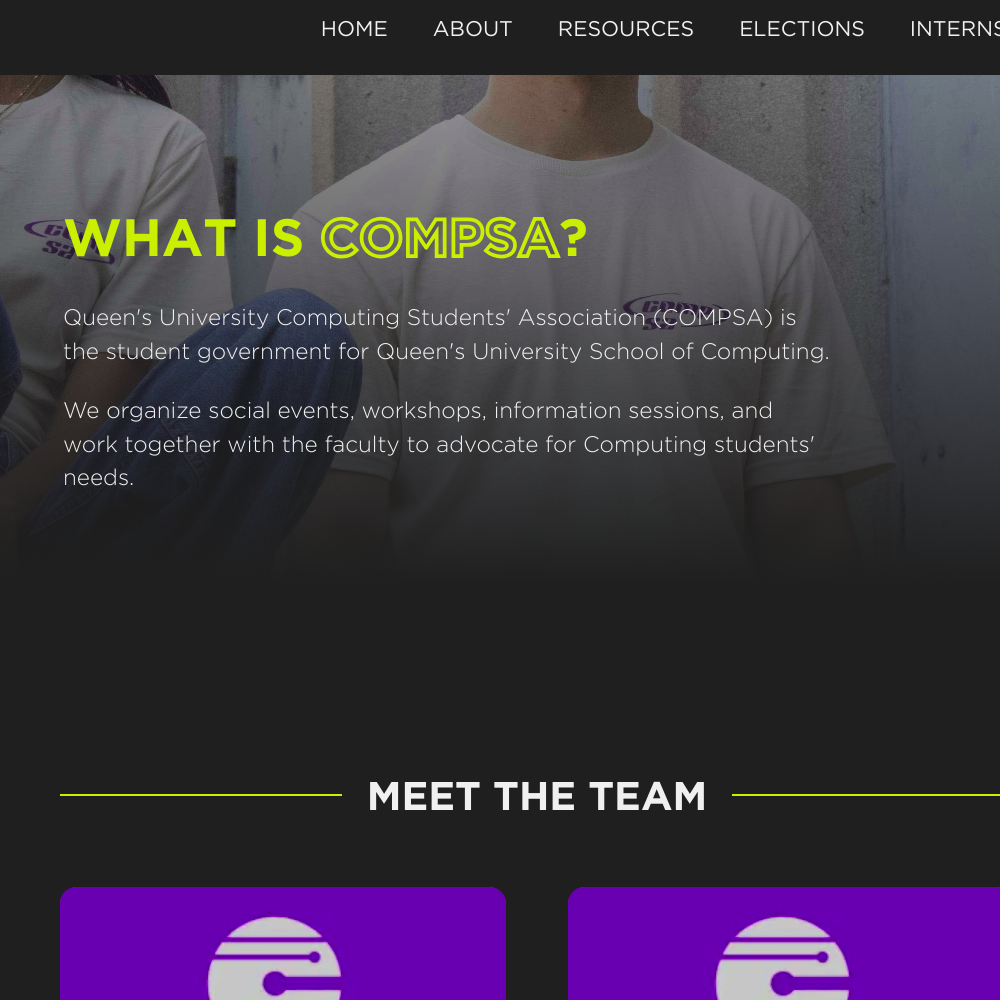 HOME ABOUT RESOURCES ELECTIONS INTERNS
WHAT IS COMPSA?
Queen's University Computing Students' Association (COMPSA) is
the student government for Queen's University School of Computing.
We organize social events, workshops, information sessions, and
work together with the faculty to advocate for Computing students'
needs.
MEET THE TEAM